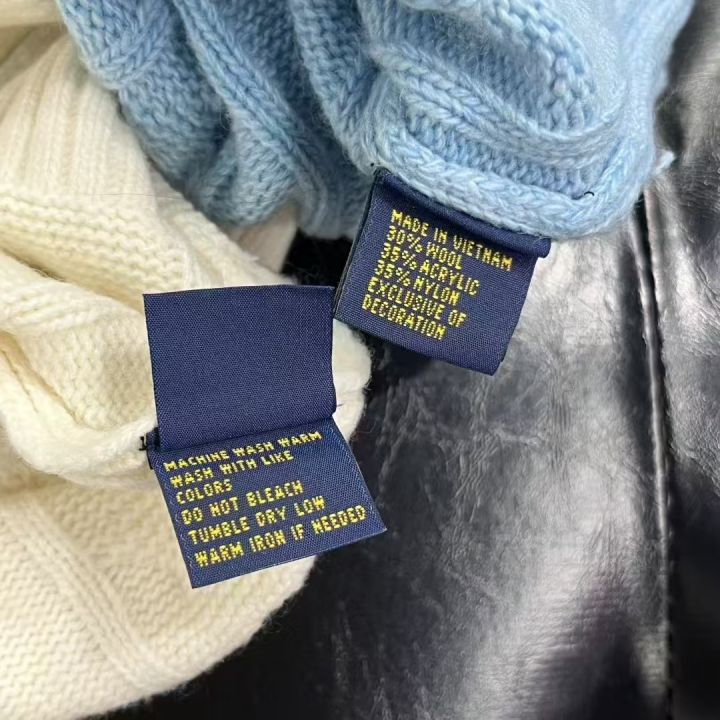 MADE IN VIETNAM
30% WOOL
35% ACRYLIC
35% NYLON
EXCLUSIVE OF
DECORATION
MACHINE WASH WARM
WASH WITH LIKE
COLORS
DO NOT BLEACH
TUMBLE DRY LOW
WARM IRON IF NEEDED